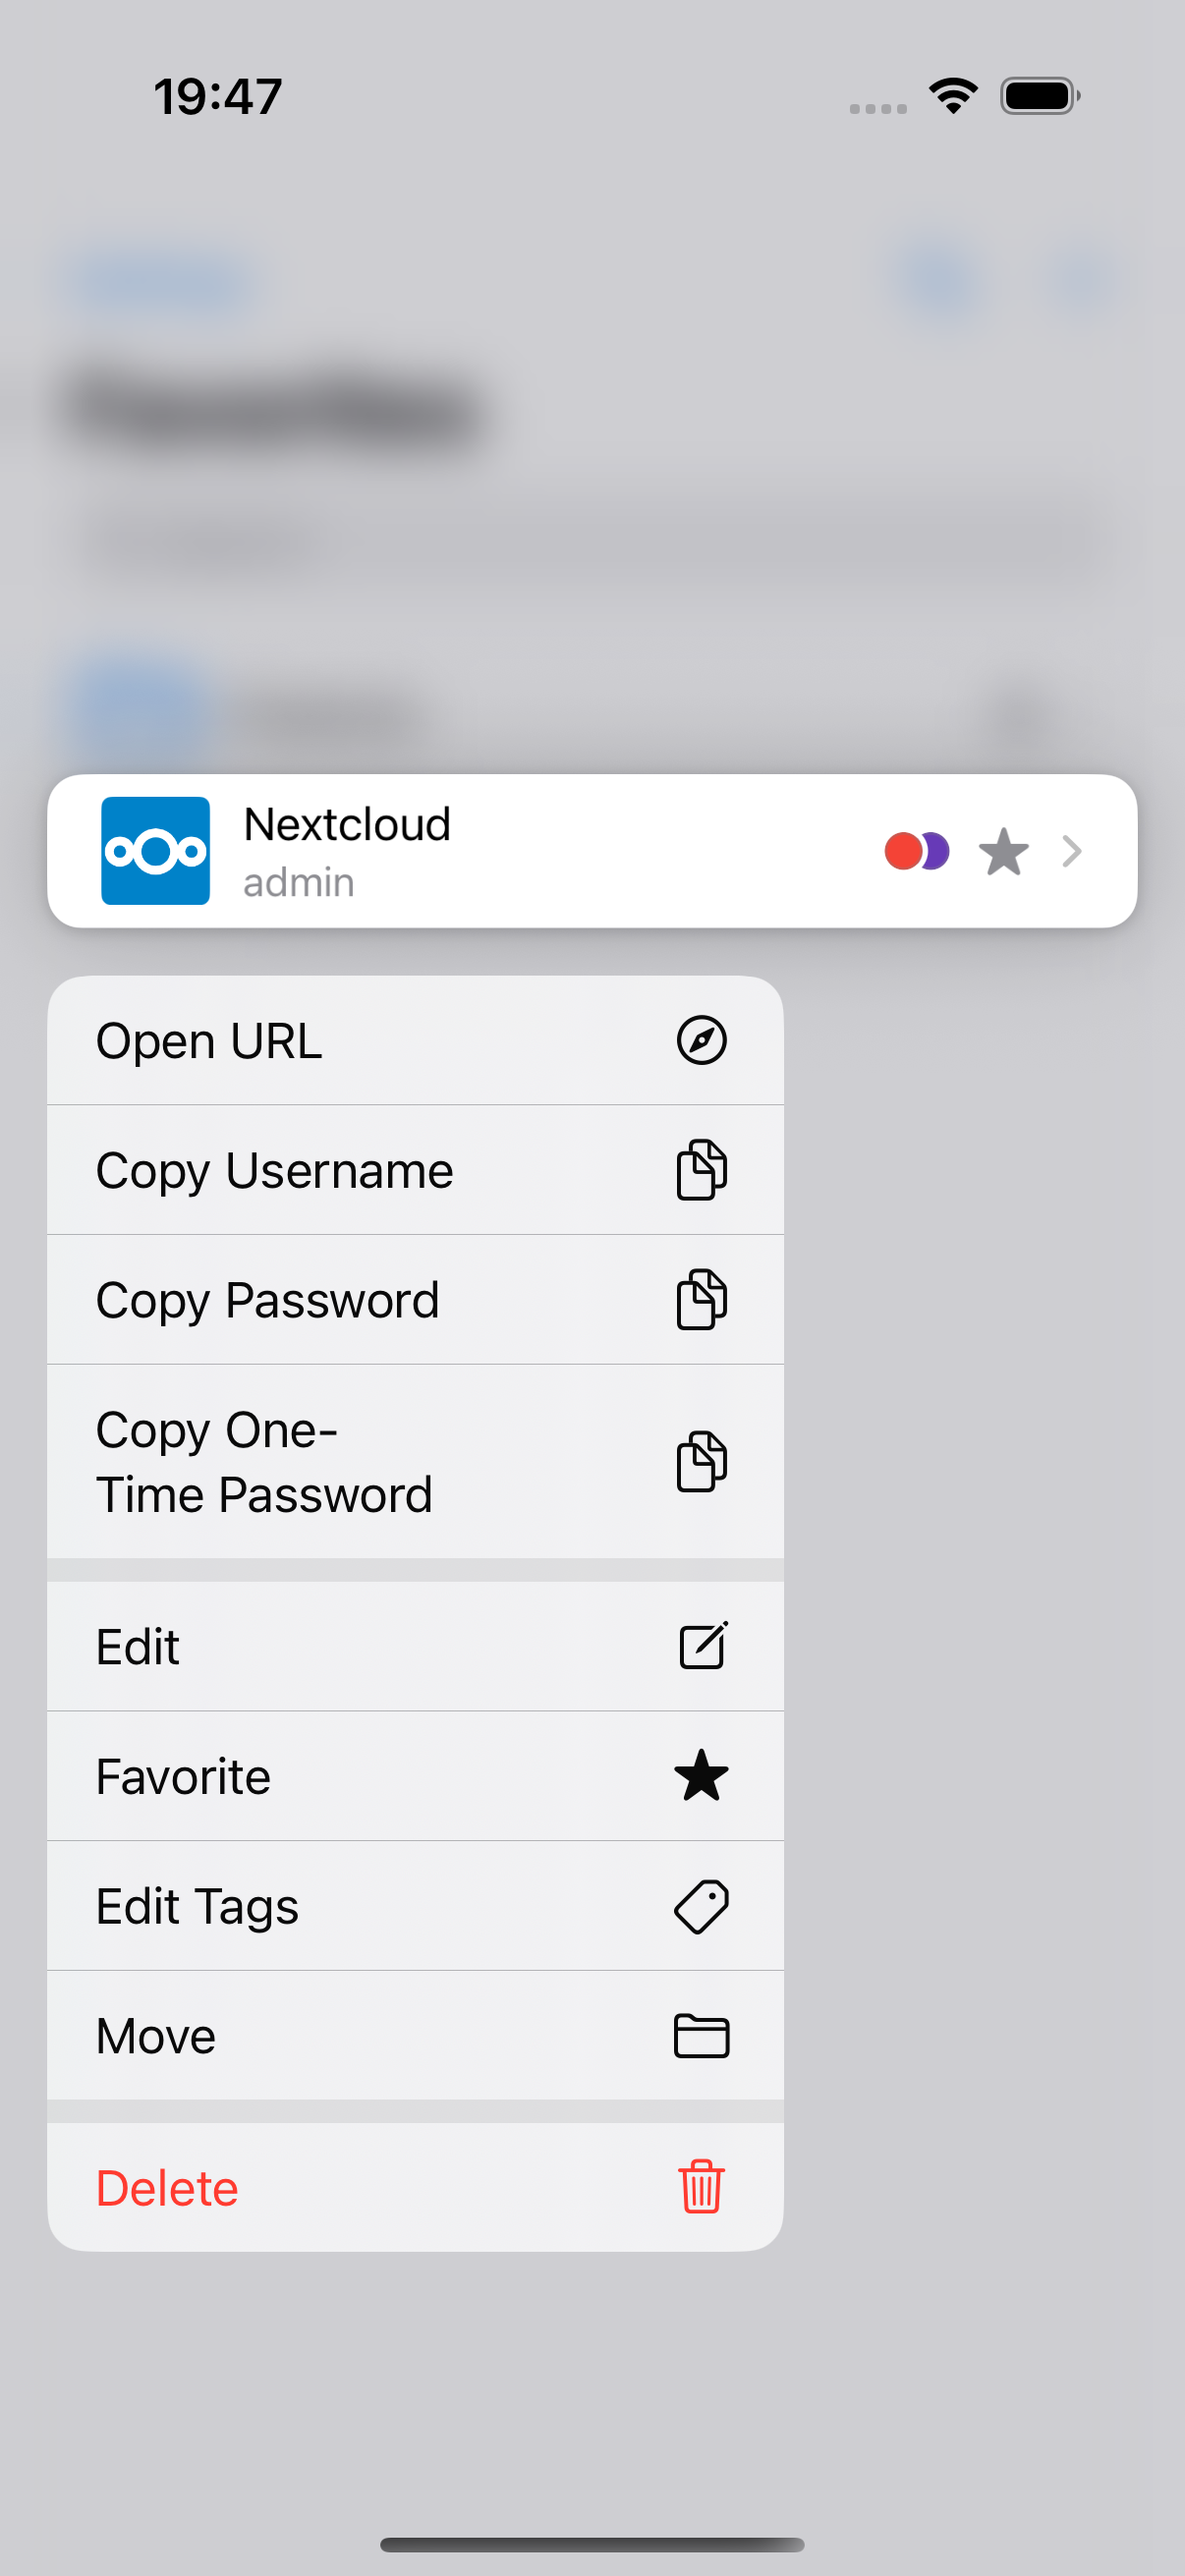 19:47
Nextcloud
admin
Open URL
Copy Username
Copy Password
Copy One-
Time Password
Edit
Favorite
Edit Tags
Move
Delete